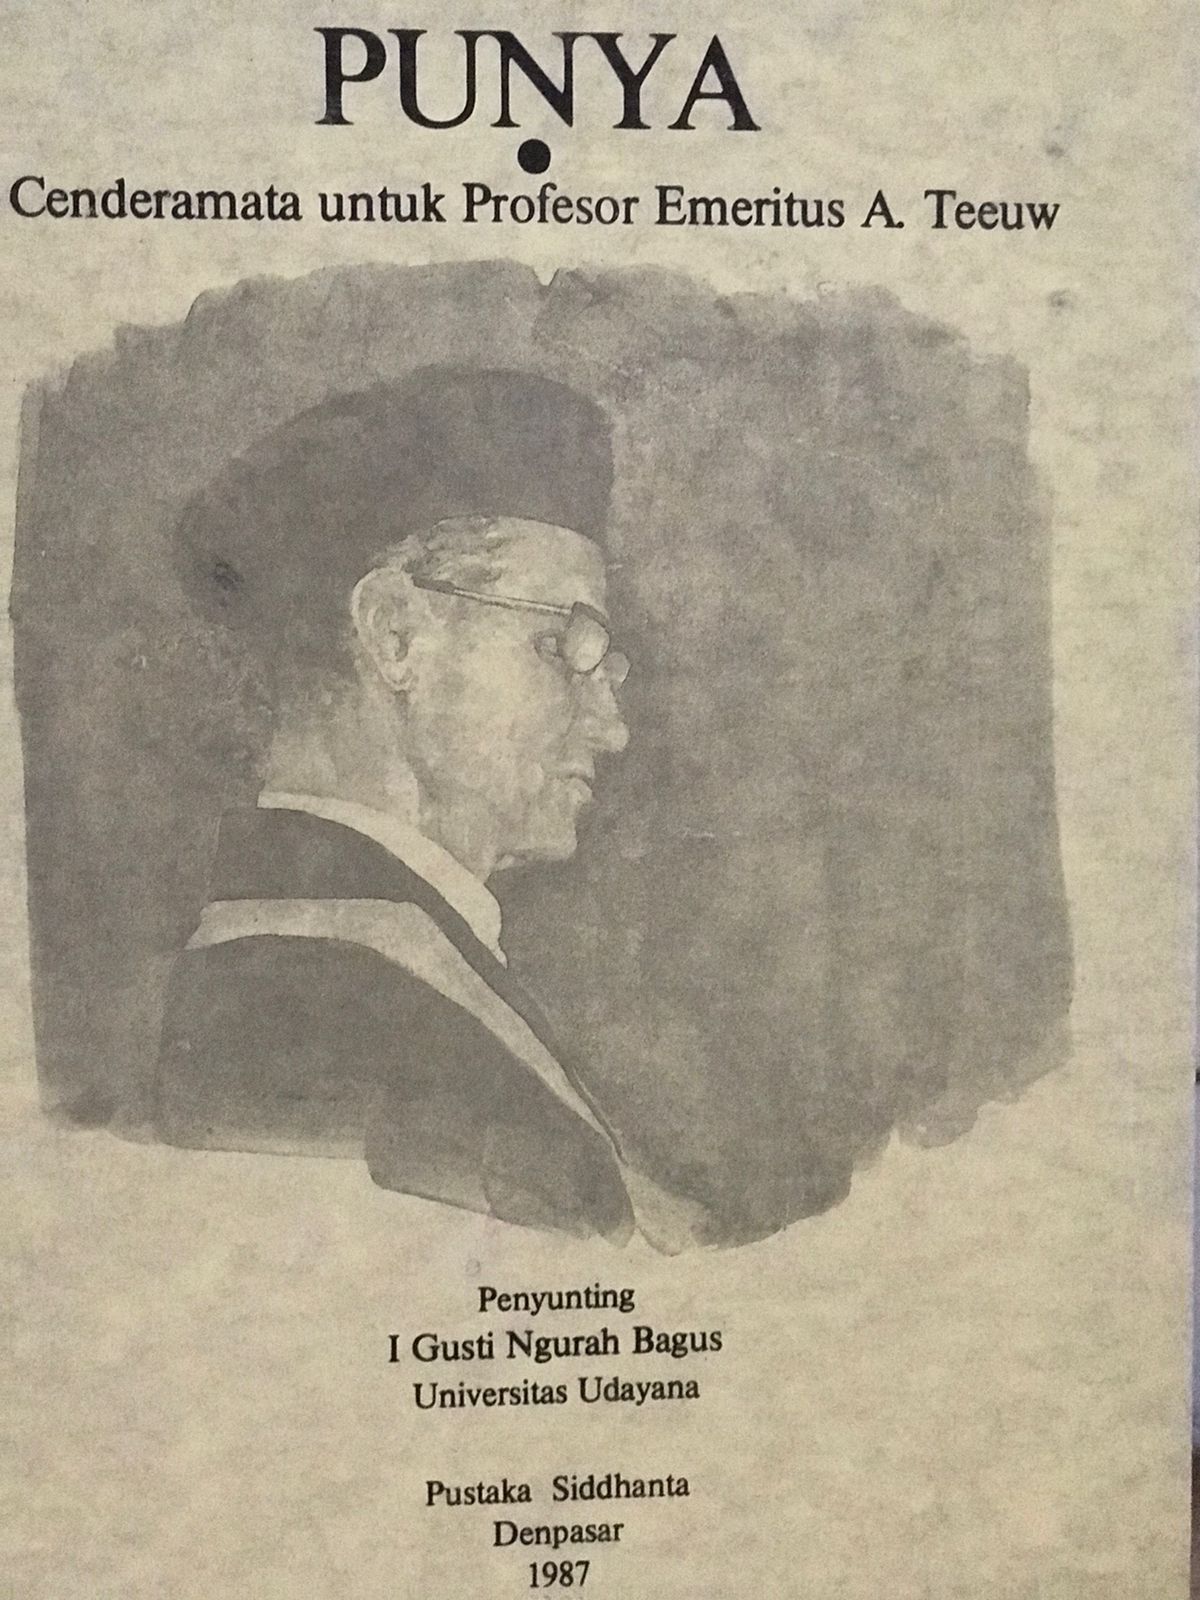 PUṆYA
Cenderamata untuk Profesor Emeritus A. Teeuw
Penyunting
I Gusti Ngurah Bagus
Universitas Udayana
Pustaka Siddhanta
Denpasar
1987